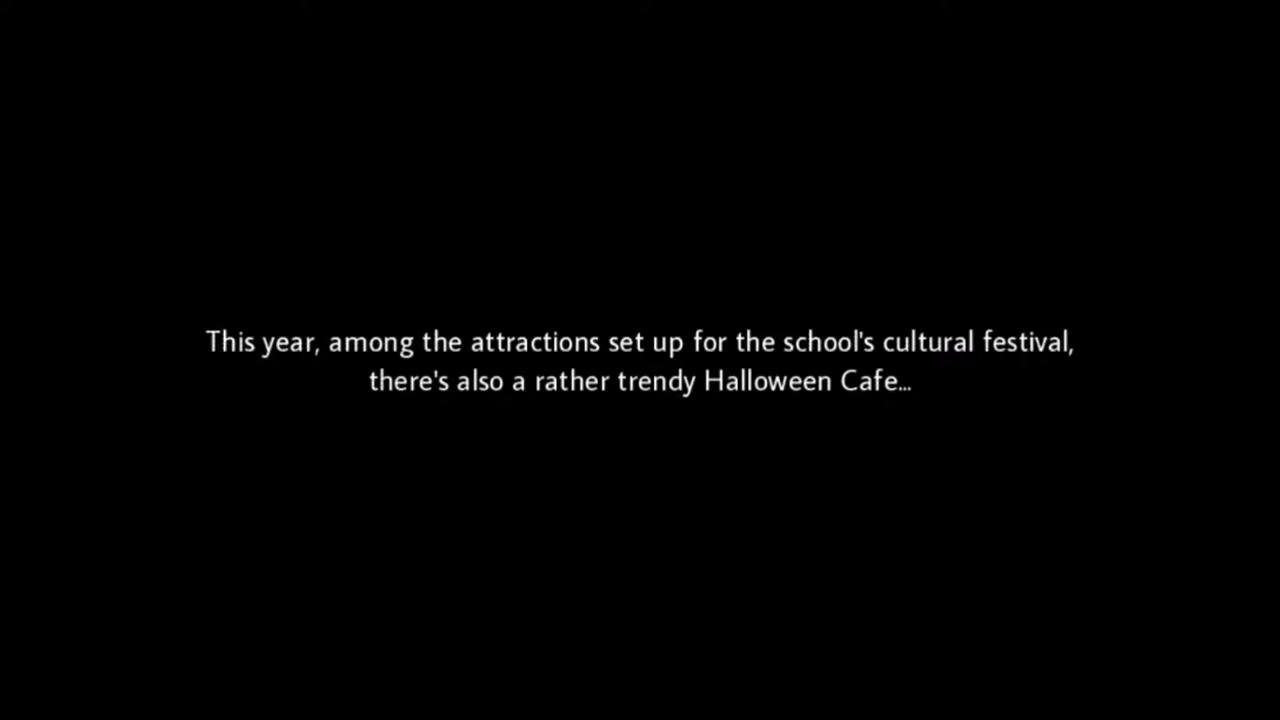 This year, among the attractions set up for the school's cultural festival,
there's also a rather trendy Halloween Cafe...